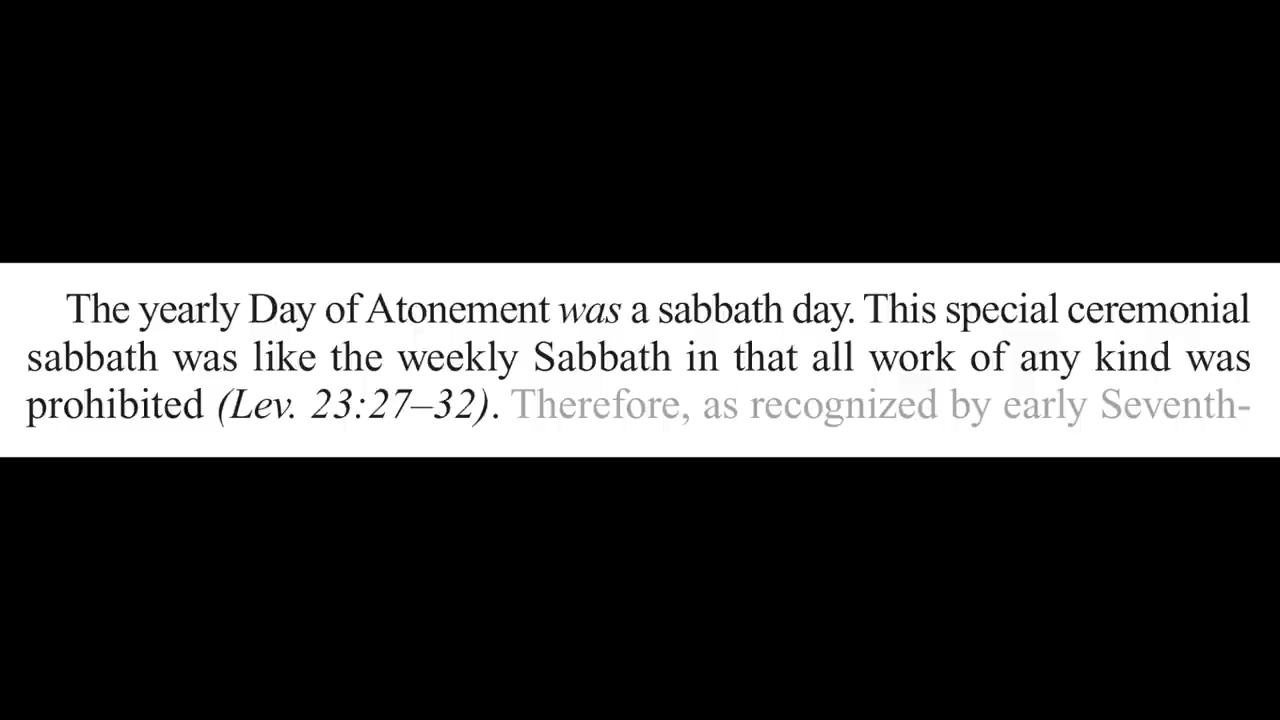 The yearly Day of Atonement was a sabbath day. This special ceremonial
sabbath was like the weekly Sabbath in that all work of any kind was
prohibited (Lev. 23:27–32). Therefore, as recognized by early Seventh-